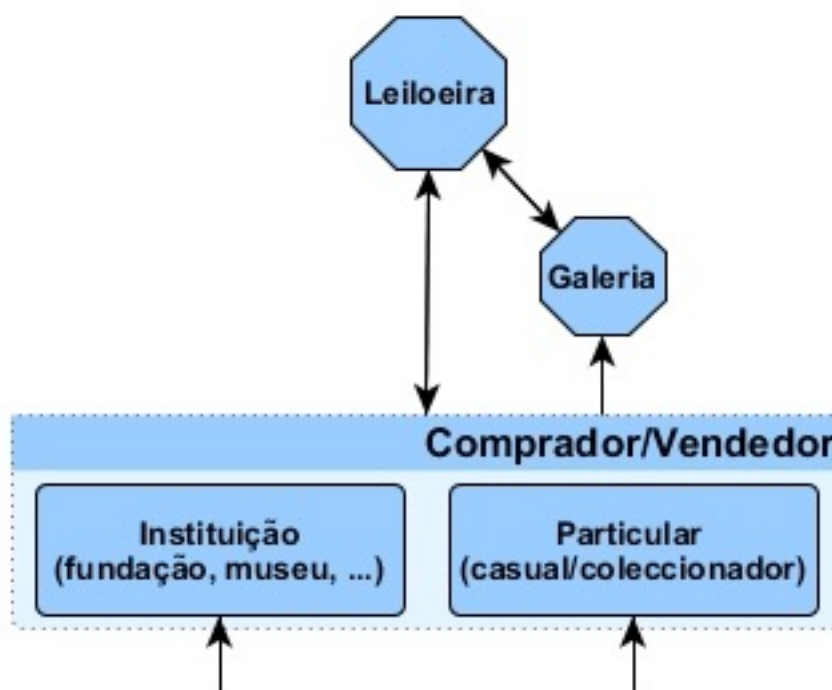 Leiloeira
Galeria
Comprador/Vendedor
Instituição
(fundação, museu, ...)
Particular
(casual/coleccionador)